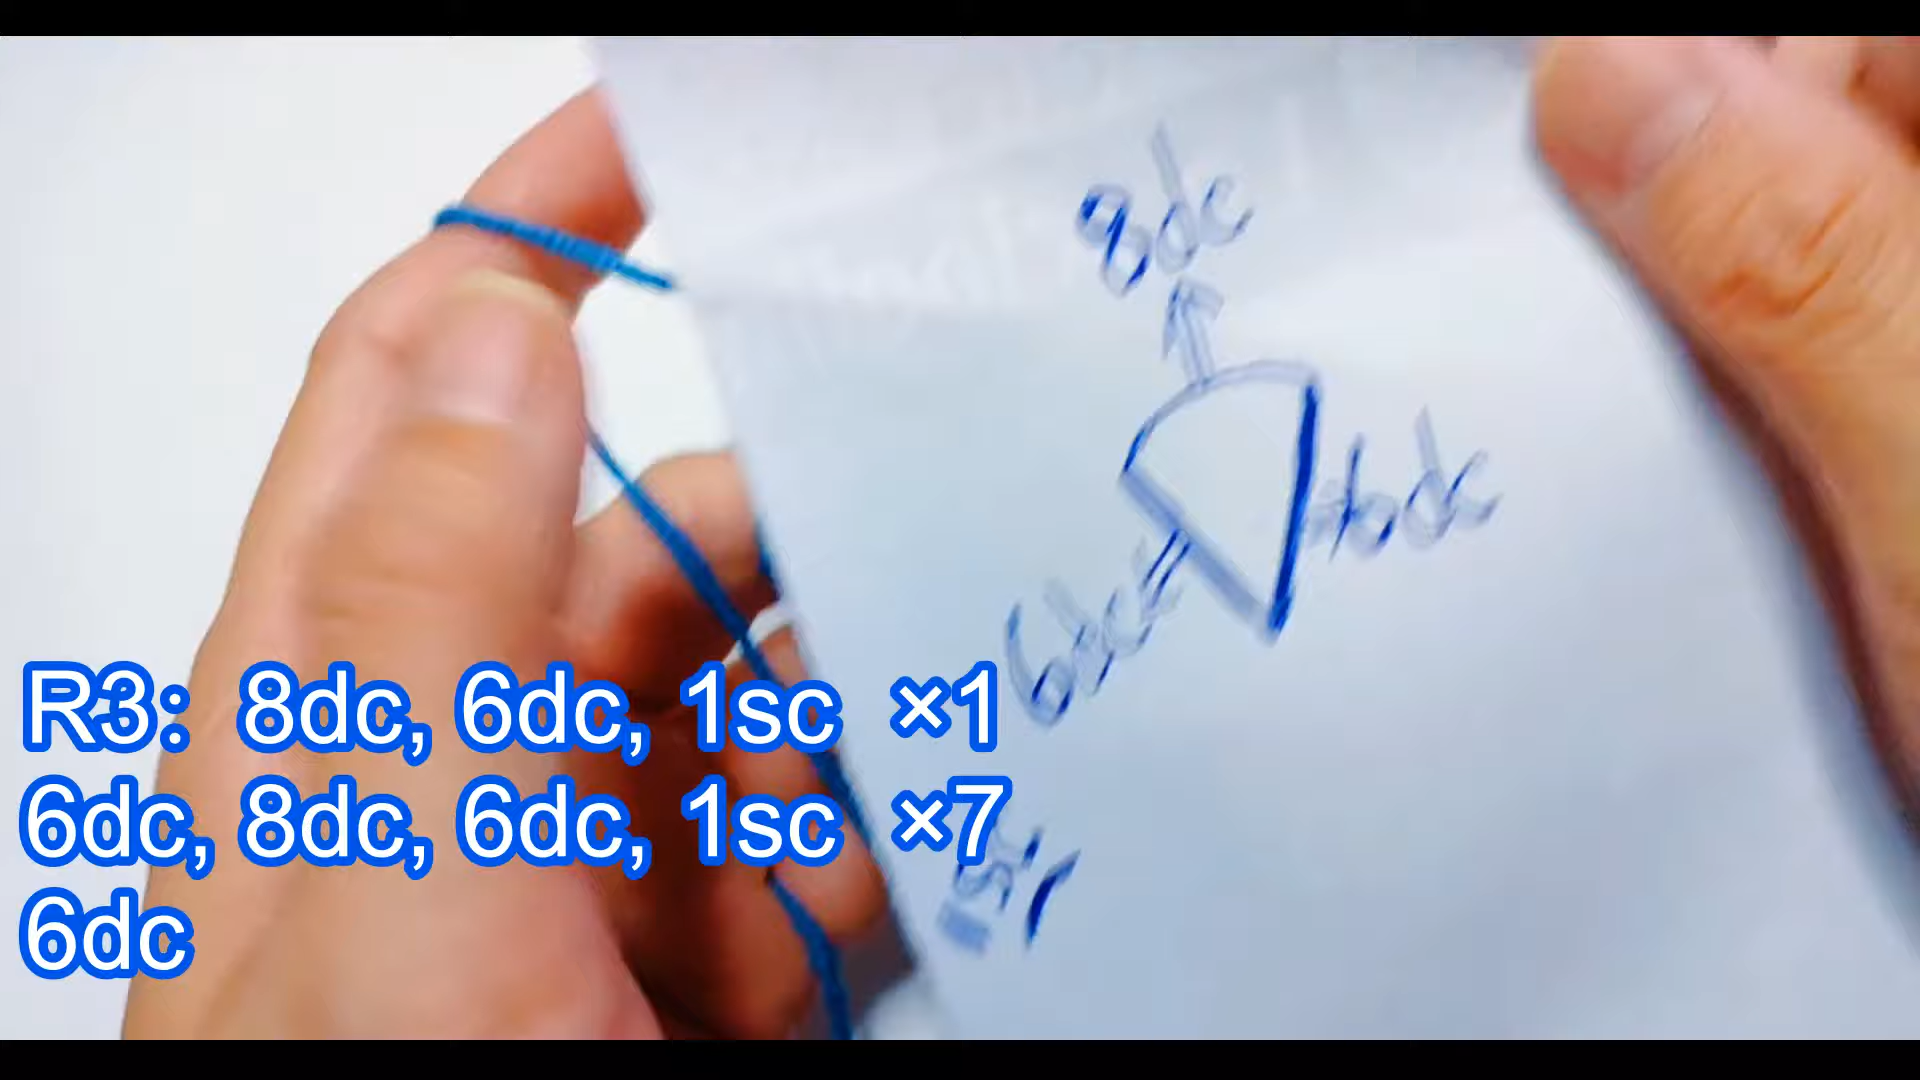 8dc
6dc
6dc
R3: 8dc, 6dc, 1sc ×1
6dc, 8dc, 6dc, 1sc ×7
6dc